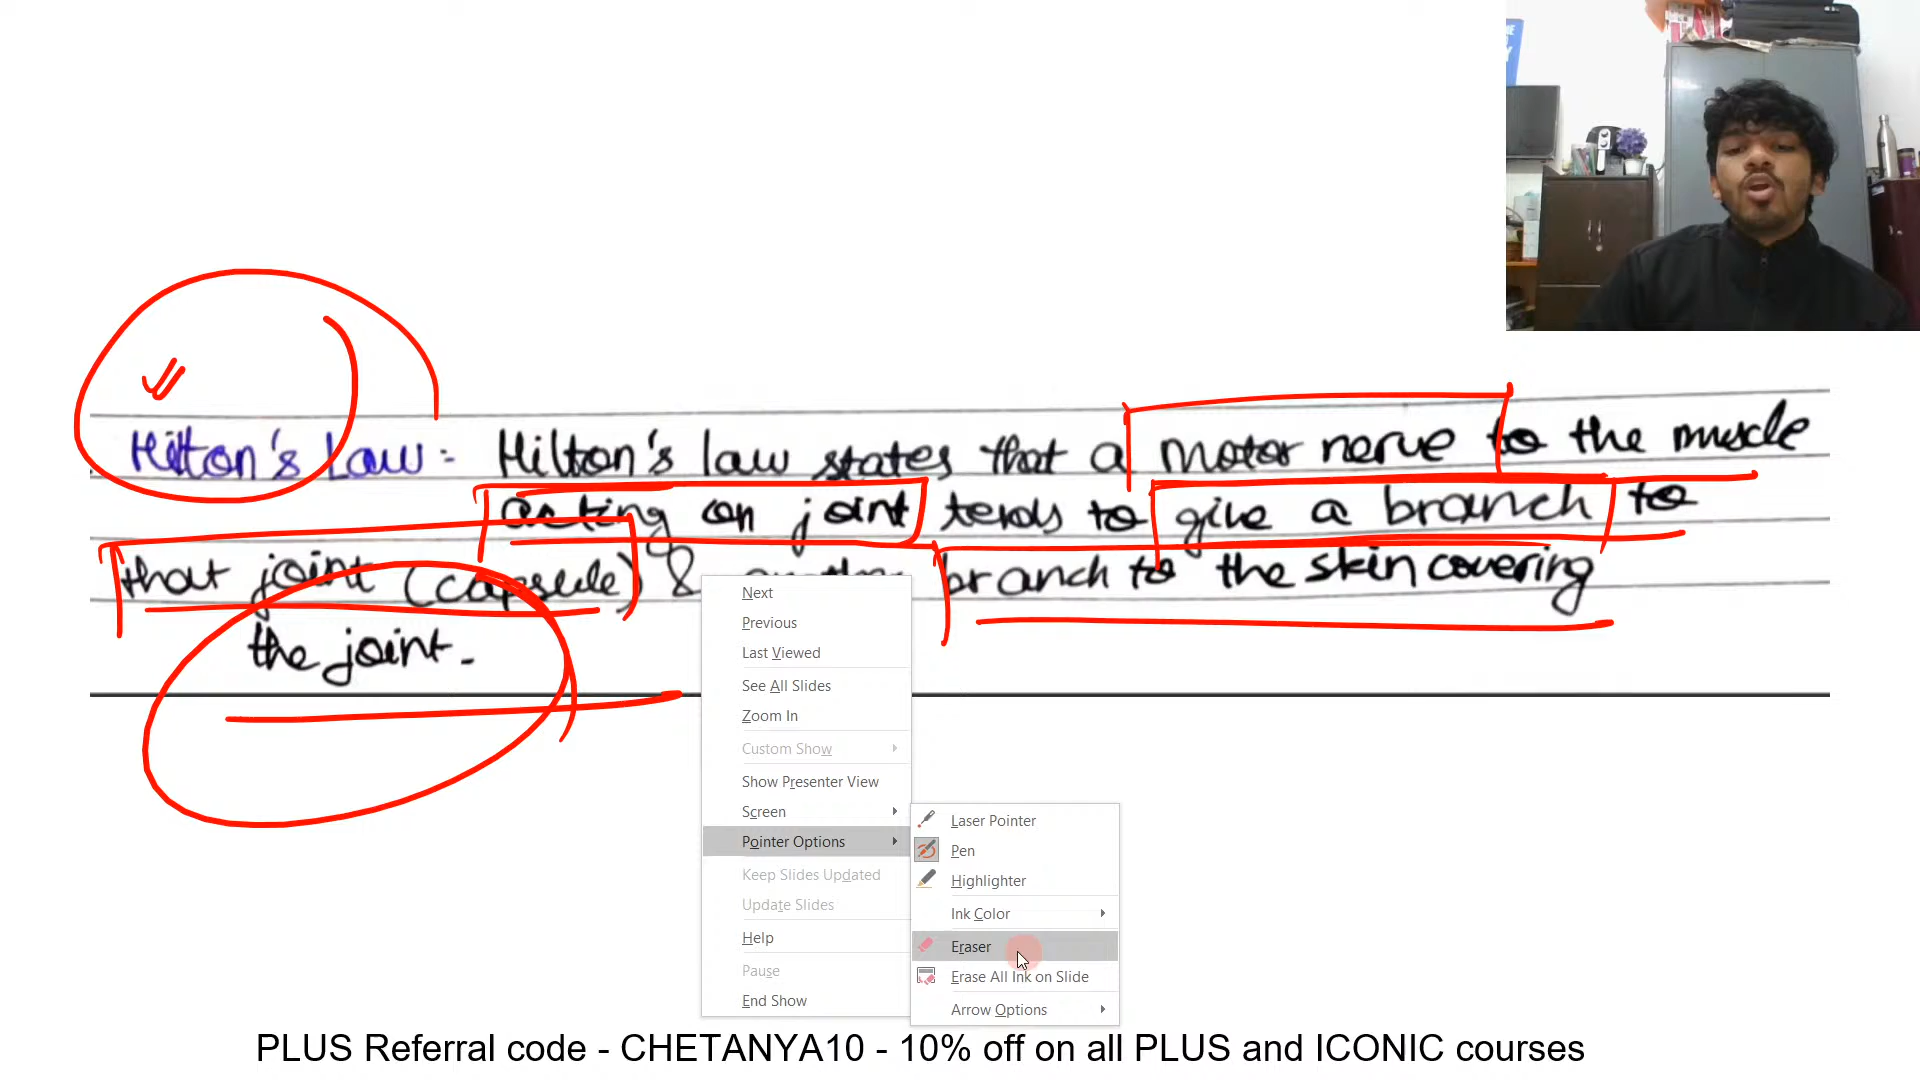 Hilton's Law:- Hilton's law states that a motor nerve to the muscle
acting on joint tends to give a branch to
that joint (capsule) & another branch to the skin covering
the joint.
Next
Previous
Last Viewed
See All Slides
Zoom In
Custom Show
Show Presenter View
Screen
Pointer Options
Keep Slides Updated
Update Slides
Help
Pause
End Show
Laser Pointer
Pen
Highlighter
Ink Color
Eraser
Erase All Ink on Slide
Arrow Options
PLUS Referral code - CHETANYA10 - 10% off on all PLUS and ICONIC courses